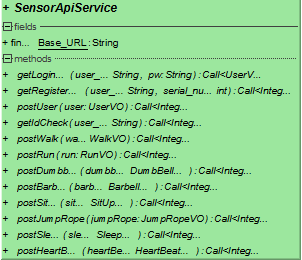 + SensorApiService
fields
+ fin... Base_URL : String
methods
+ getLogin... (user_... String, pw: String) : Call<UserV...
+ getRegister... (user_... String, serial_nu... int) : Call<Integ...
+ postUser (user: UserVO) : Call<Integ...
+ getIdCheck (user_... String) : Call<Integ...
+ postWalk (wa... WalkVO) : Call<Integ...
+ postRun (run: RunVO) : Call<Integ...
+ postDumbb... (dumbb... DumbBell... ) : Call<Integ...
+ postBarb... (barb... Barbell... ) : Call<Integ...
+ postSit... (sit... SitUp... ) : Call<Integ...
+ postJumpRope (jumpRope: JumpRopeVO) : Call<Integ...
+ postSle... (sle... Sleep... ) : Call<Integ...
+ postHeartB... (heartBe... HeartBeat... ) : Call<Integ...